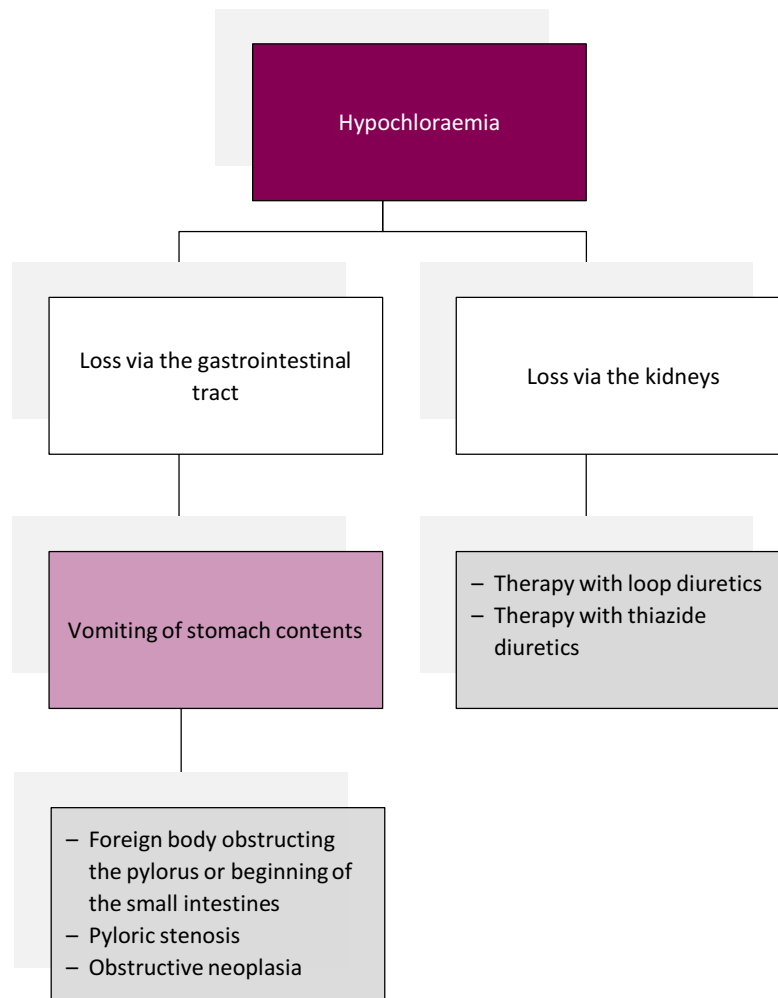 Hypochloraemia
Loss via the gastrointestinal
tract
Loss via the kidneys
Vomiting of stomach contents
– Therapy with loop diuretics
– Therapy with thiazide
diuretics
– Foreign body obstructing
the pylorus or beginning of
the small intestines
– Pyloric stenosis
– Obstructive neoplasia